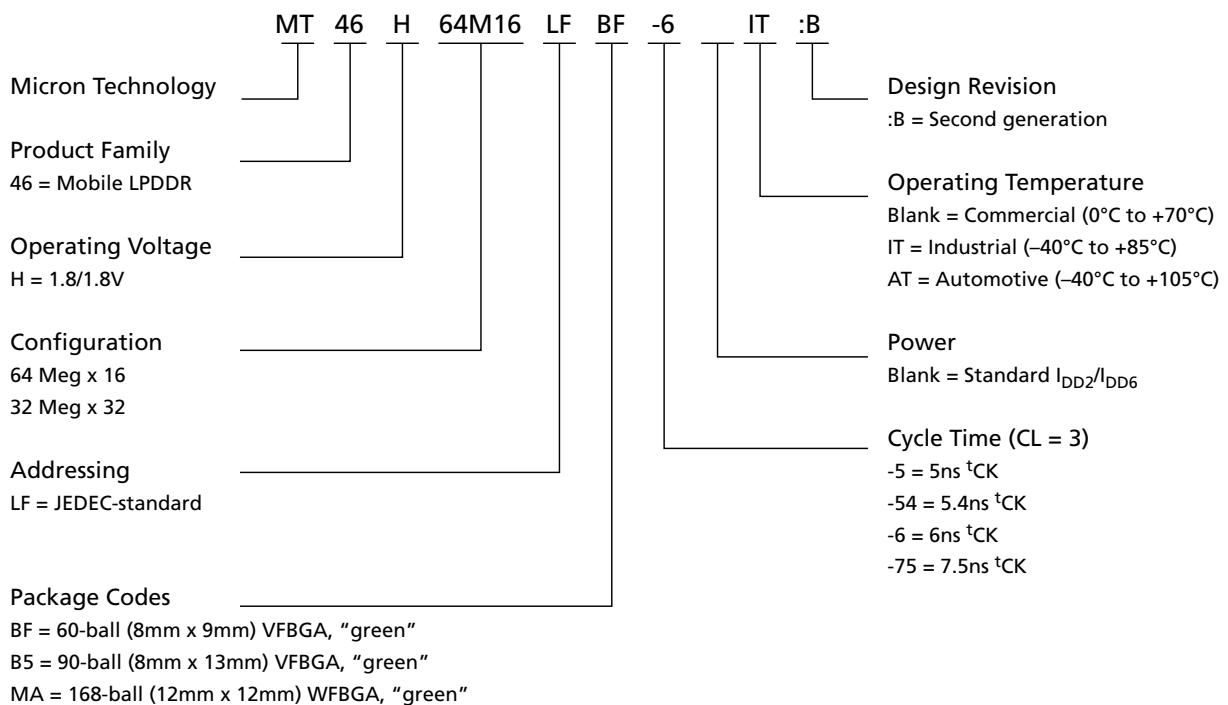 MT 46 H 64M16 LF BF -6 IT :B
Micron Technology
Product Family
46 = Mobile LPDDR
Operating Voltage
H = 1.8/1.8V
Configuration
64 Meg x 16
32 Meg x 32
Addressing
LF = JEDEC-standard
Package Codes
BF = 60-ball (8mm x 9mm) VFBGA, “green”
B5 = 90-ball (8mm x 13mm) VFBGA, “green”
MA = 168-ball (12mm x 12mm) WFBGA, “green”
Design Revision
:B = Second generation
Operating Temperature
Blank = Commercial (0°C to +70°C)
IT = Industrial (–40°C to +85°C)
AT = Automotive (–40°C to +105°C)
Power
Blank = Standard IDD2/IDD6
Cycle Time (CL = 3)
-5 = 5ns tCK
-54 = 5.4ns tCK
-6 = 6ns tCK
-75 = 7.5ns tCK